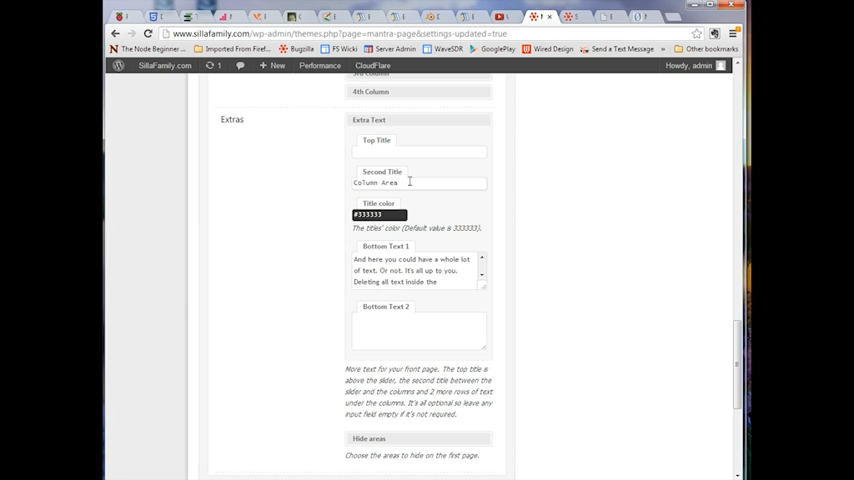 www.sillafamily.com/wp-admin/themes.php?page=mantra-page&settings-updated=true
The Node Beginner ... Imported From Firef... Bugzilla FS Wicki Server Admin WaveSDR GooglePlay Wired Design Send a Text Message Other bookmarks
SillaFamily.com 1 + New Performance CloudFlare Howdy, admin
3rd Column
4th Column
Extras
Extra Text
Top Title
Second Title
Column Area
Title color
#333333
The titles' color (Default value is 333333).
Bottom Text 1
And here you could have a whole lot
of text. Or not. It's all up to you.
Deleting all text inside the
Bottom Text 2
More text for your front page. The top title is
above the slider, the second title between the
slider and the columns and 2 more rows of text
under the columns. It's all optional so leave any
input field empty if it's not required.
Hide areas
Choose the areas to hide on the first page.